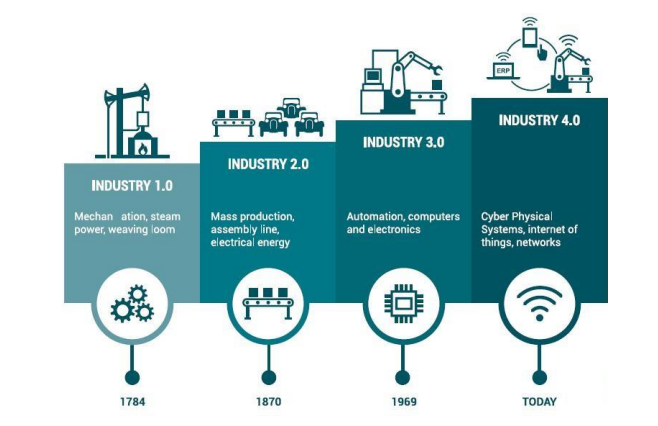 ERP
INDUSTRY 1.0
Mechan ation, steam
power, weaving loom
INDUSTRY 2.0
Mass production,
assembly line,
electrical energy
INDUSTRY 3.0
Automation, computers
and electronics
INDUSTRY 4.0
Cyber Physical
Systems, internet of
things, networks
1784
1870
1969
TODAY